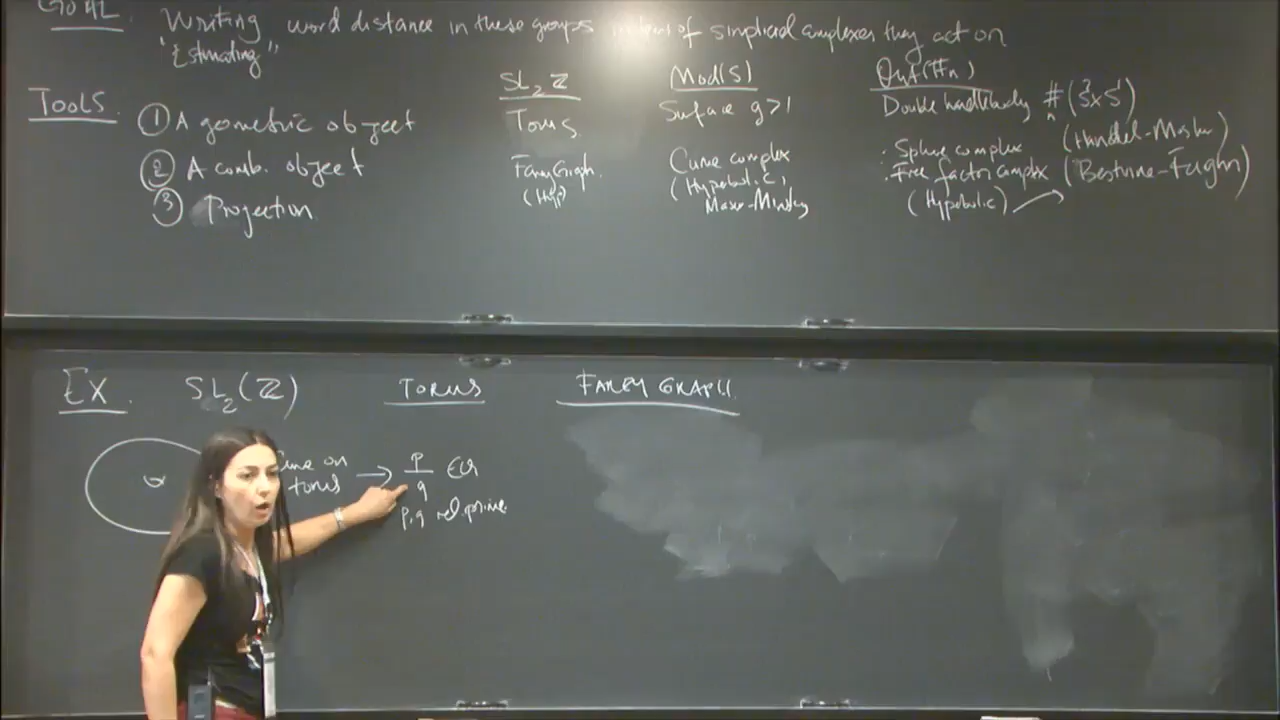 GOAL Writing word distance in these groups in terms of simplicial complexes they act on
"Estimating"
TOOLS
① A geometric object
② A comb. object
③ Projection
SL₂ℤ
Torus
Farey Graph.
(Hyp)
Mod(S)
Surface g>1
Curve complex
(Hyperbolic,
Masur-Minsky
Out(Fₙ)
Double handlebody #ₙ(S²xS¹)
. Sphere complex (Handel-Mosher)
. Free factor complex (Bestvina-Feighn)
(Hyperbolic)
EX. SL₂(ℤ) TORUS FAREY GRAPH.
on torus → p/q ∈ℚ
p,q rel. prime.